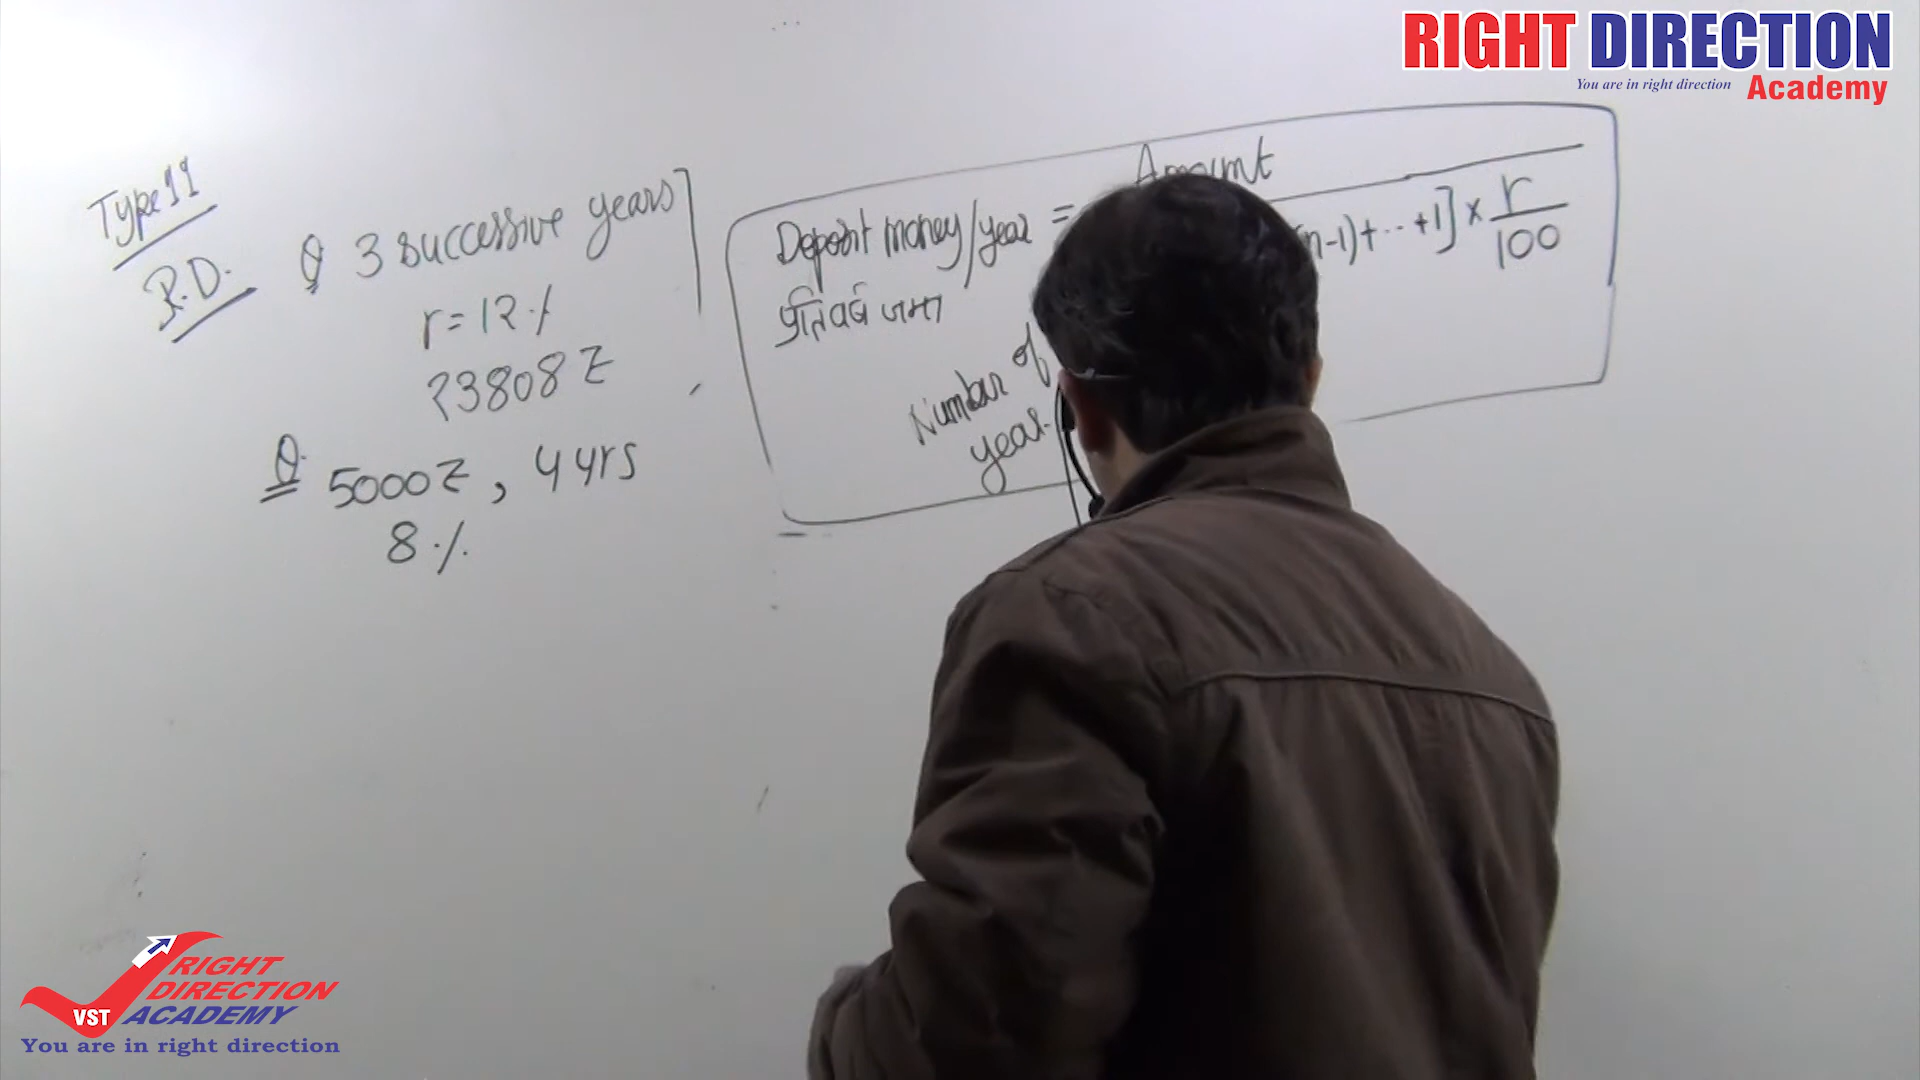 RIGHT DIRECTION
You are in right direction Academy
Type 11
R.D.
Q 3 successive years
r = 12 %
23808 ₹
Q. 5000 ₹, 4 yrs
8 %
Deposit money/year = Amount
(n-1)+...+1] × r
100
प्रतिवर्ष जमा
Number of
year.
RIGHT
DIRECTION
VST ACADEMY
You are in right direction